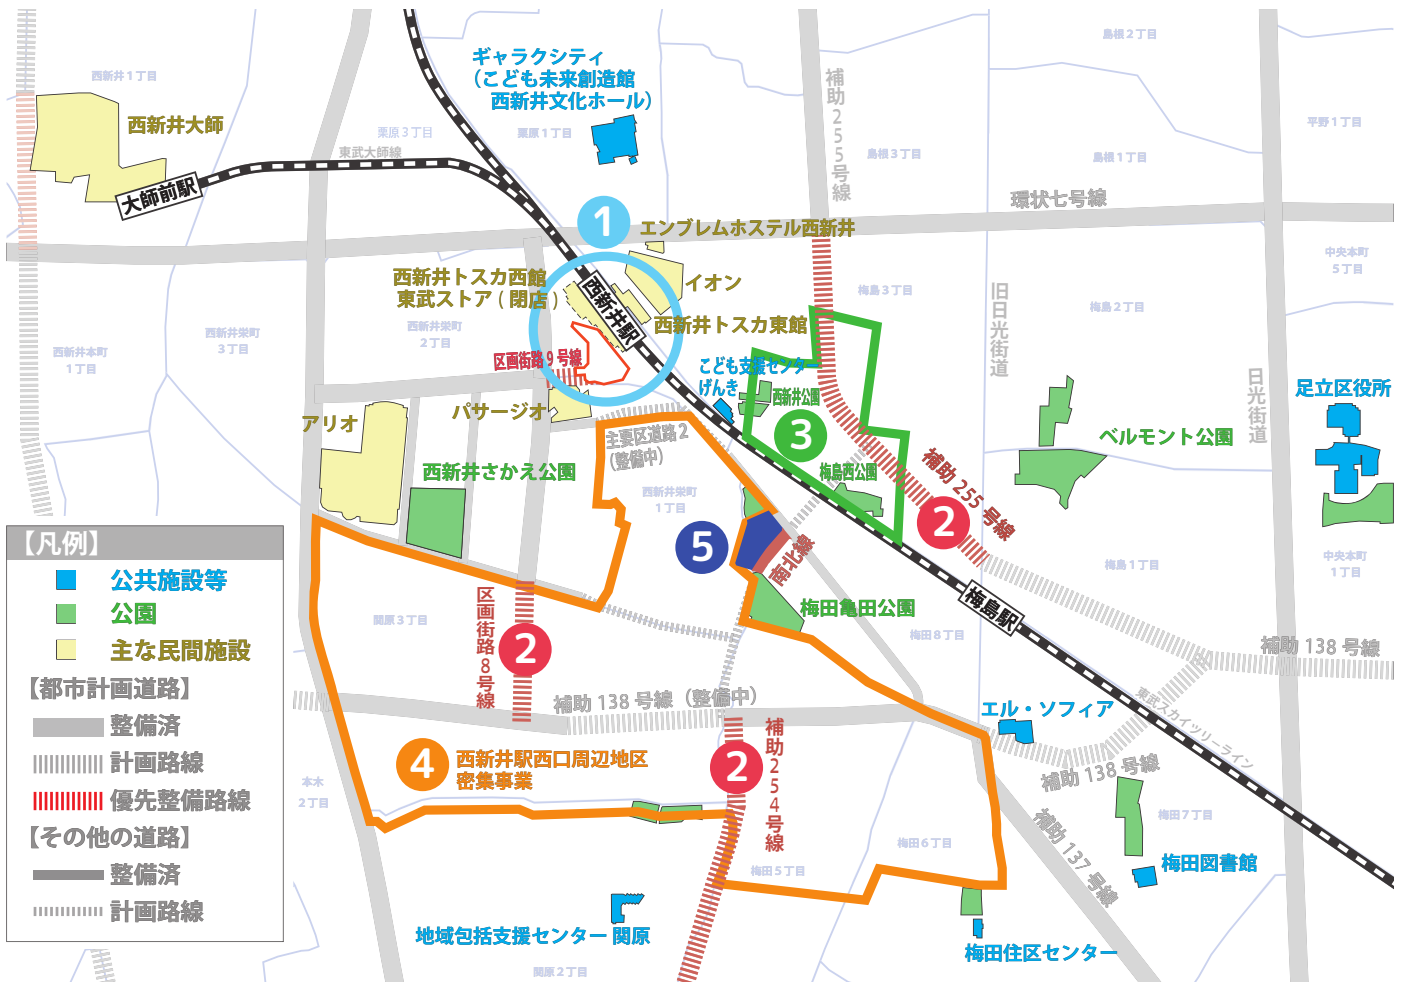 島根２丁目
ギャラクシティ
（こども未来創造館
西新井文化ホール）
西新井１丁目
補助255号線
西新井大師
栗原３丁目
栗原１丁目
平野１丁目
東武大師線
島根３丁目
島根１丁目
大師前駅
環状七号線
1
エンブレムホステル西新井
中央本町
５丁目
西新井トスカ西館
東武ストア（閉店）
西新井駅
イオン
梅島３丁目
旧日光街道
梅島２丁目
西新井栄町
３丁目
西新井栄町
２丁目
西新井トスカ東館
西新井本町
１丁目
区画街路９号線
こども支援センター
げんき
日光街道
足立区役所
西新井公園
アリオ
パサージオ
主要区道路２
（整備中）
3
ベルモント公園
西新井さかえ公園
梅島西公園
補助255号線
西新井栄町
１丁目
2
【凡例】
5
南北線
公共施設等
梅島１丁目
中央本町
１丁目
公園
区画街路８号線
梅田亀田公園
梅島駅
関原３丁目
梅田８丁目
主な民間施設
2
補助138号線
【都市計画道路】
補助138号線（整備中）
エル・ソフィア
東武スカイツリーライン
整備済
補助254号線
計画路線
4
西新井駅西口周辺地区
密集事業
2
補助138号線
本木
２丁目
優先整備路線
梅田７丁目
補助137号線
【その他の道路】
梅田６丁目
整備済
梅田５丁目
梅田図書館
計画路線
地域包括支援センター関原
梅田住区センター
関原２丁目